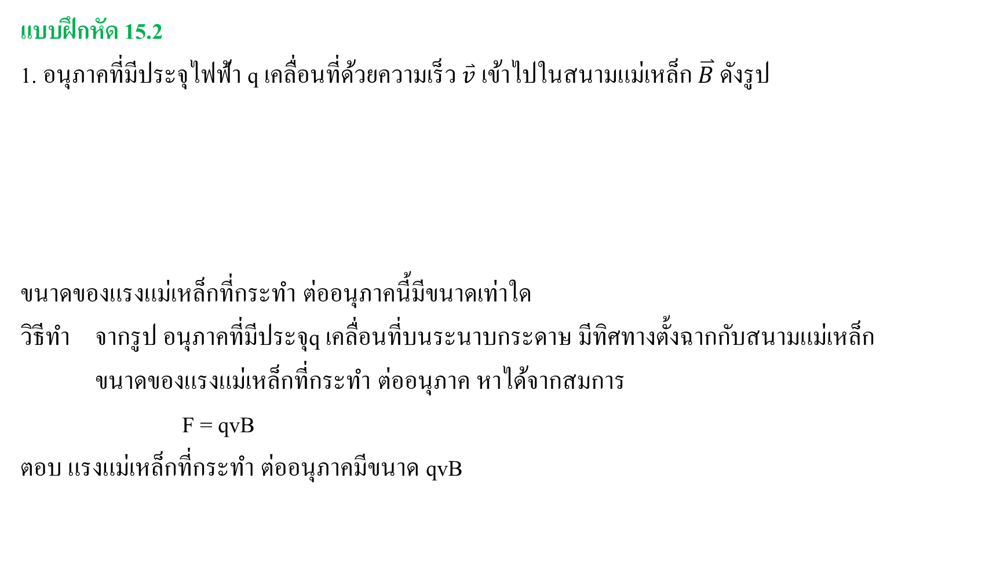 แบบฝึกหัด 15.2
1. อนุภาคที่มีประจุไฟฟ้า q เคลื่อนที่ด้วยความเร็ว v⃗ เข้าไปในสนามแม่เหล็ก B⃗ ดังรูป
ขนาดของแรงแม่เหล็กที่กระทำ ต่ออนุภาคนี้มีขนาดเท่าใด
วิธีทำ จากรูป อนุภาคที่มีประจุq เคลื่อนที่บนระนาบกระดาษ มีทิศทางตั้งฉากกับสนามแม่เหล็ก
ขนาดของแรงแม่เหล็กที่กระทำ ต่ออนุภาค หาได้จากสมการ
F = qvB
ตอบ แรงแม่เหล็กที่กระทำ ต่ออนุภาคมีขนาด qvB